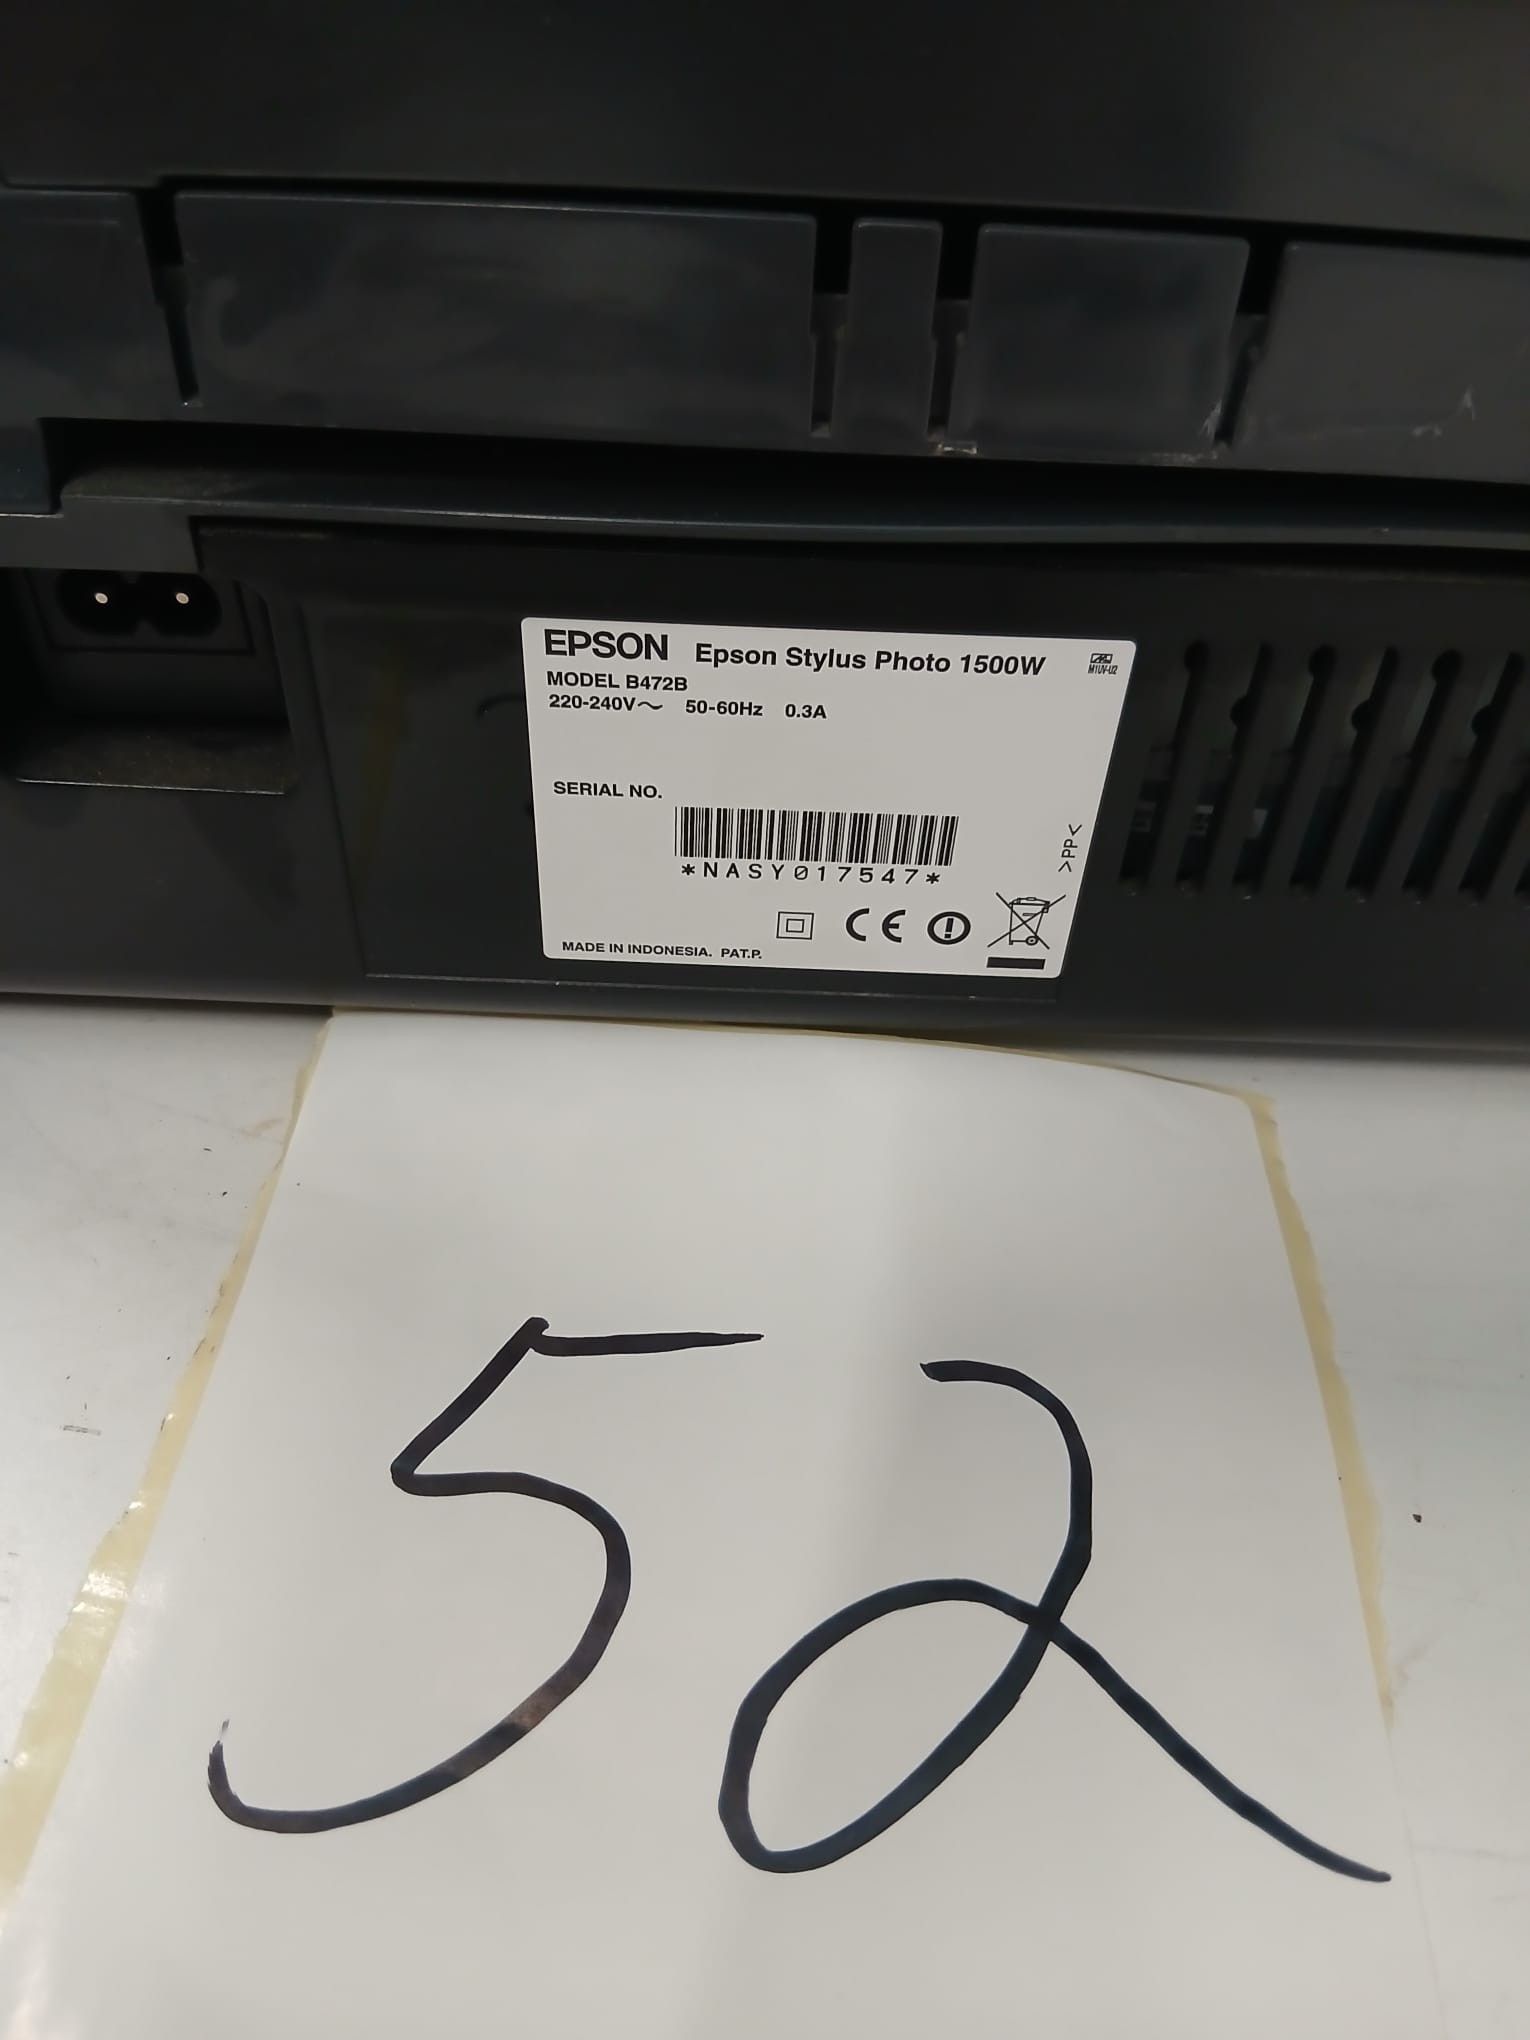 EPSON Epson Stylus Photo 1500W
M1UV-U2
MODEL B472B
220-240V～ 50-60Hz 0.3A
SERIAL NO.
*NASY017547*
>PP<
CE
MADE IN INDONESIA. PAT.P.
52